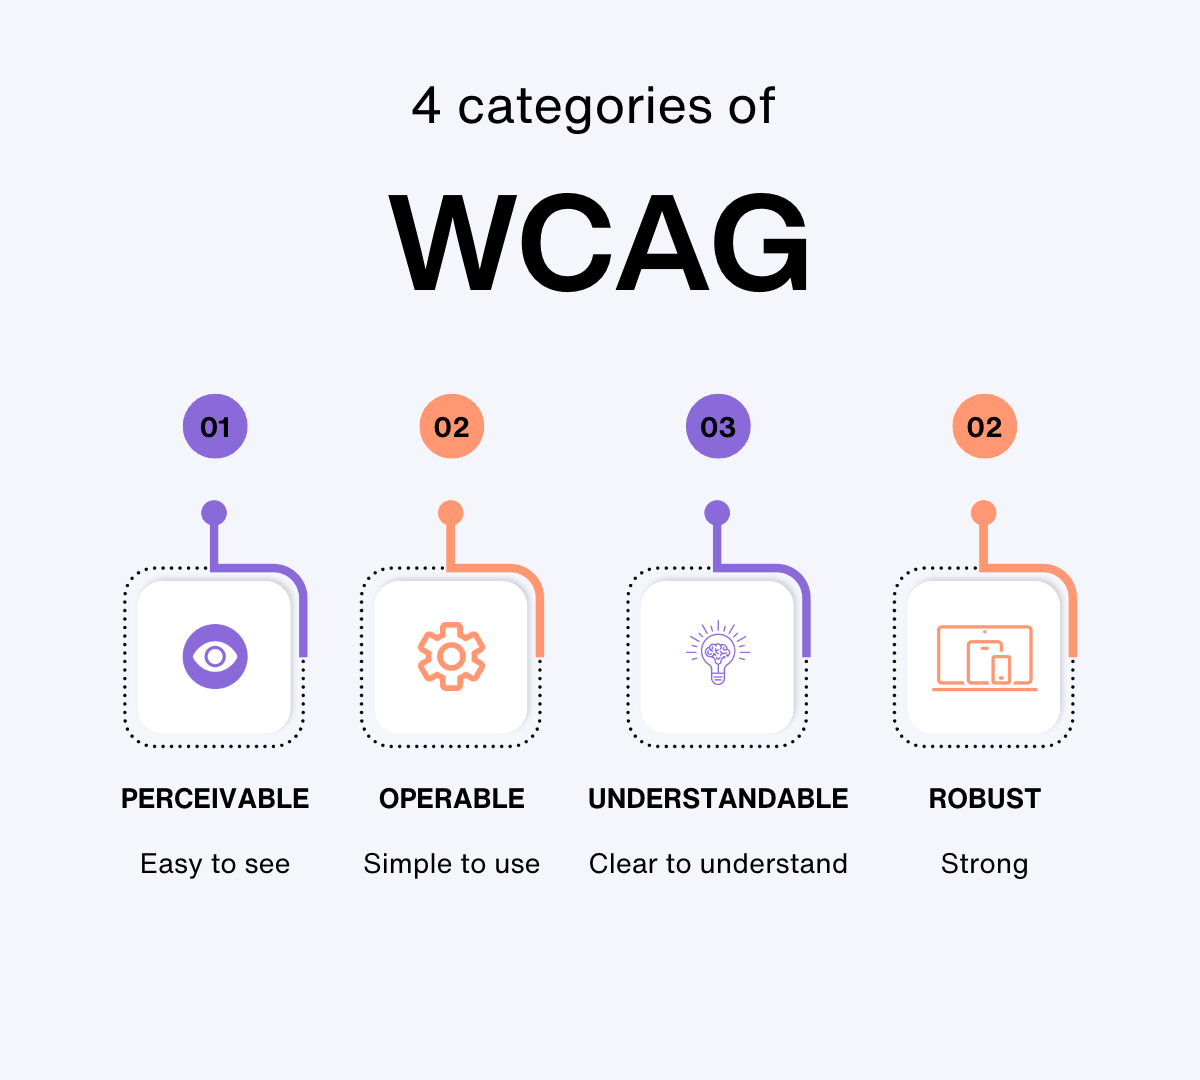 4 categories of
WCAG
01 02 03 02
PERCEIVABLE OPERABLE UNDERSTANDABLE ROBUST
Easy to see Simple to use Clear to understand Strong